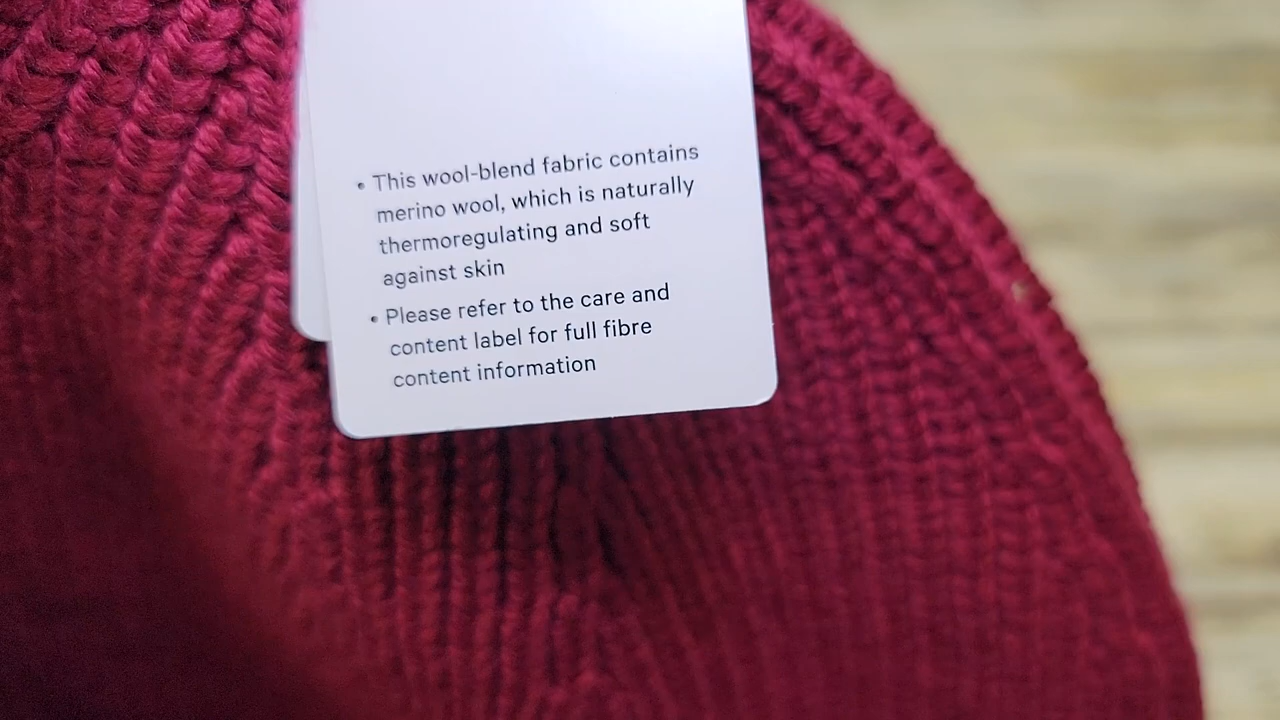 • This wool-blend fabric contains
merino wool, which is naturally
thermoregulating and soft
against skin
• Please refer to the care and
content label for full fibre
content information